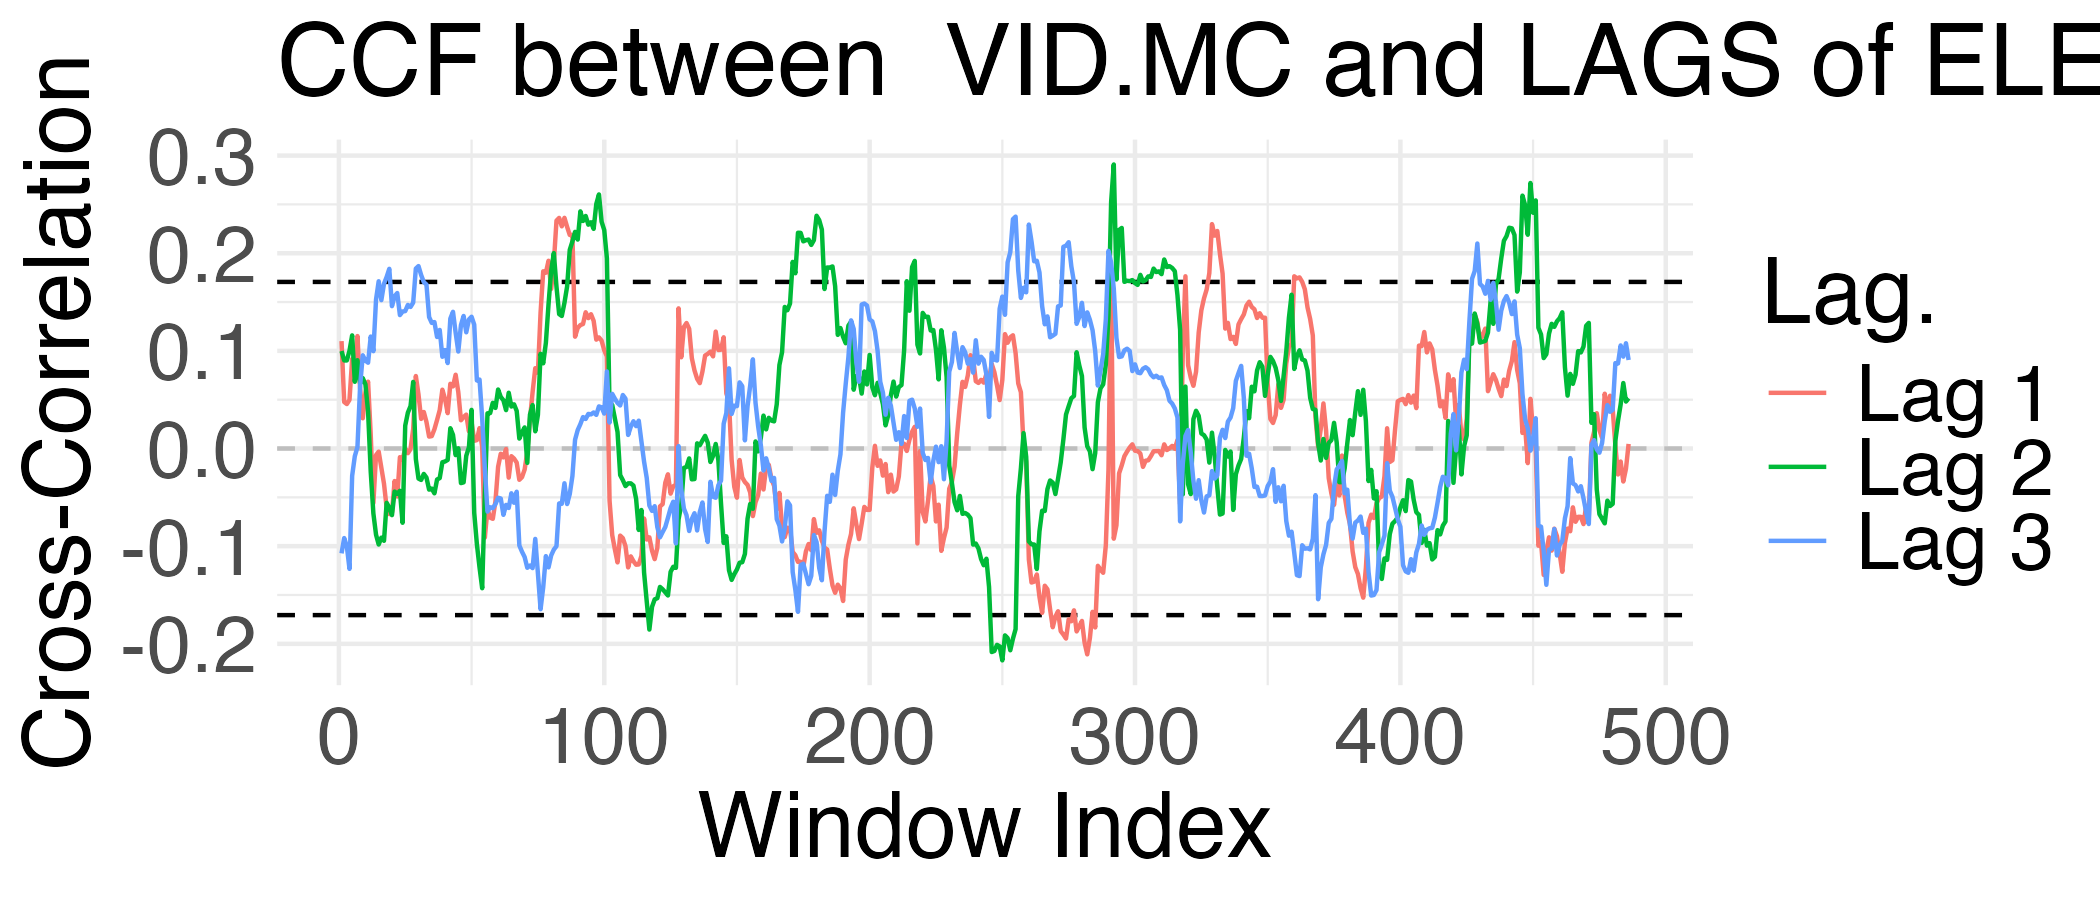 CCF between VID.MC and LAGS of ELE
Cross-Correlation
0.3
0.2
0.1
0.0
-0.1
-0.2
0 100 200 300 400 500
Window Index
Lag.
Lag 1
Lag 2
Lag 3